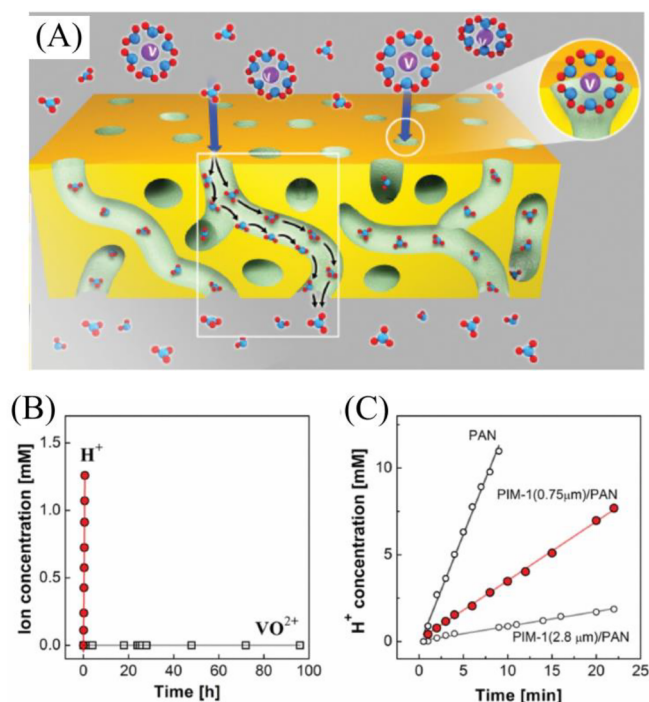 (A)
V
V
V
V
V
(B)
H+
VO2+
Ion concentration [mM]
1.5
1.0
0.5
0.0
0
20
40
60
80
100
Time [h]
(C)
PAN
PIM-1(0.75μm)/PAN
PIM-1(2.8 μm)/PAN
H+ concentration [mM]
10
5
0
0
5
10
15
20
25
Time [min]